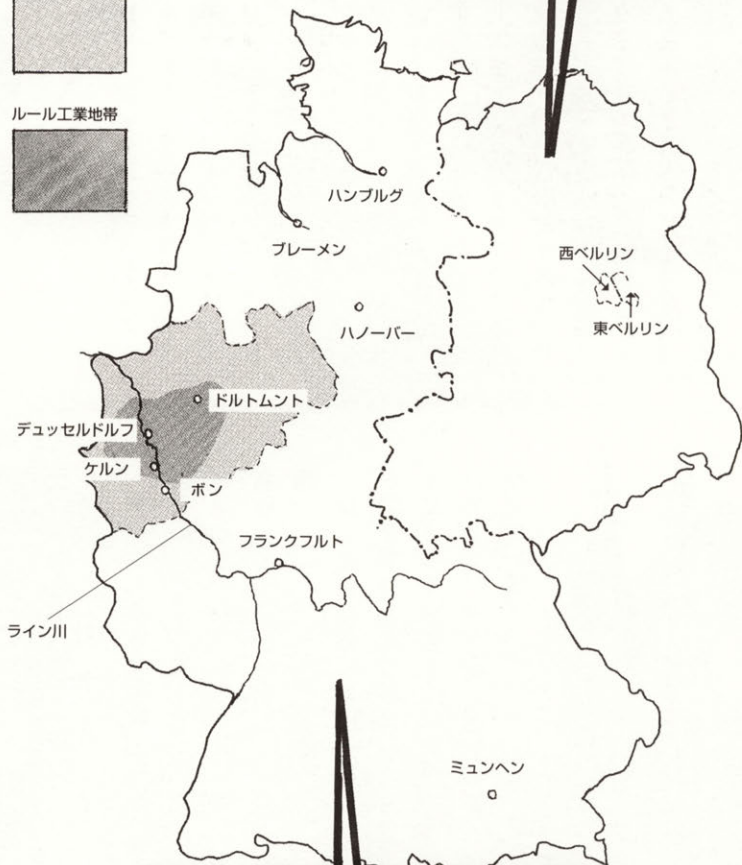 ルール工業地帯
ハンブルグ
ブレーメン
西ベルリン
ハノーバー
東ベルリン
ドルトムント
デュッセルドルフ
ケルン
ボン
フランクフルト
ライン川
ミュンヘン